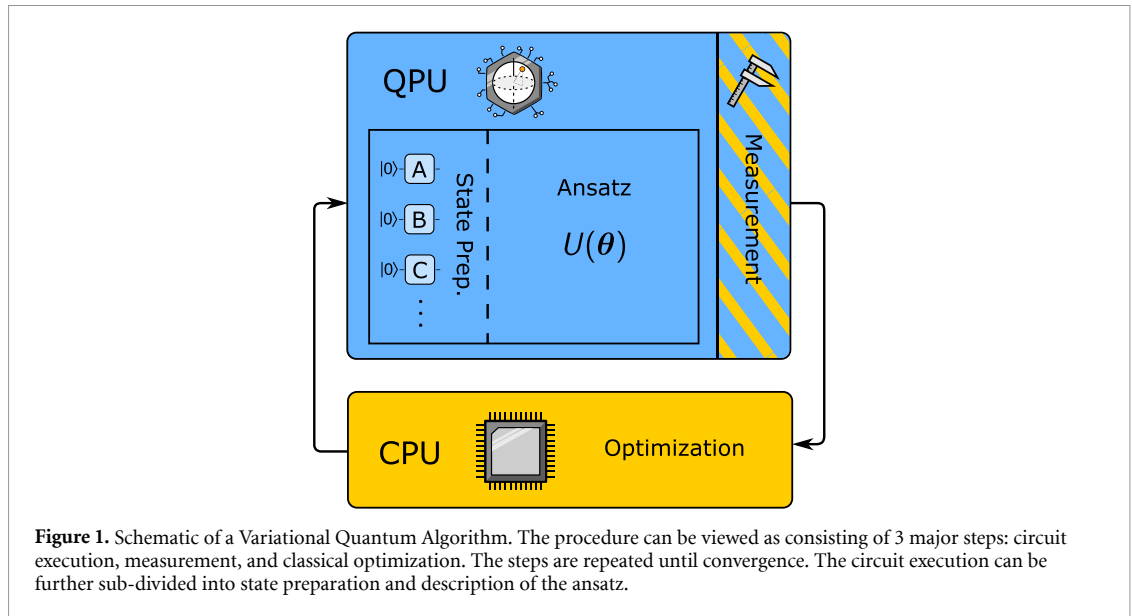 QPU
|0⟩ A
|0⟩ B
|0⟩ C
State Prep.
Ansatz
U(θ)
Measurement
CPU
Optimization
Figure 1. Schematic of a Variational Quantum Algorithm. The procedure can be viewed as consisting of 3 major steps: circuit
execution, measurement, and classical optimization. The steps are repeated until convergence. The circuit execution can be
further sub-divided into state preparation and description of the ansatz.